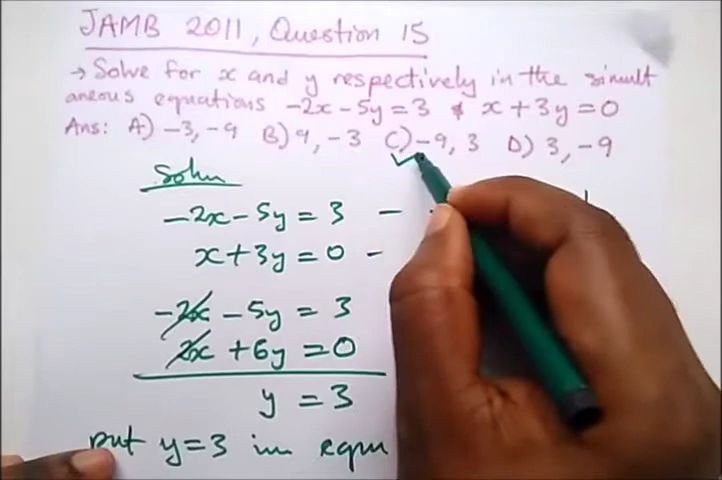 JAMB 2011, Question 15
→ Solve for x and y respectively in the simult
aneous equations -2x-5y=3 & x+3y=0
Ans: A) -3, -9 B) 9, -3 C) -9, 3 D) 3, -9
Soln
-2x-5y=3 -
x+3y=0 -
-2x-5y=3
2x+6y=0
y=3
put y=3 in equn